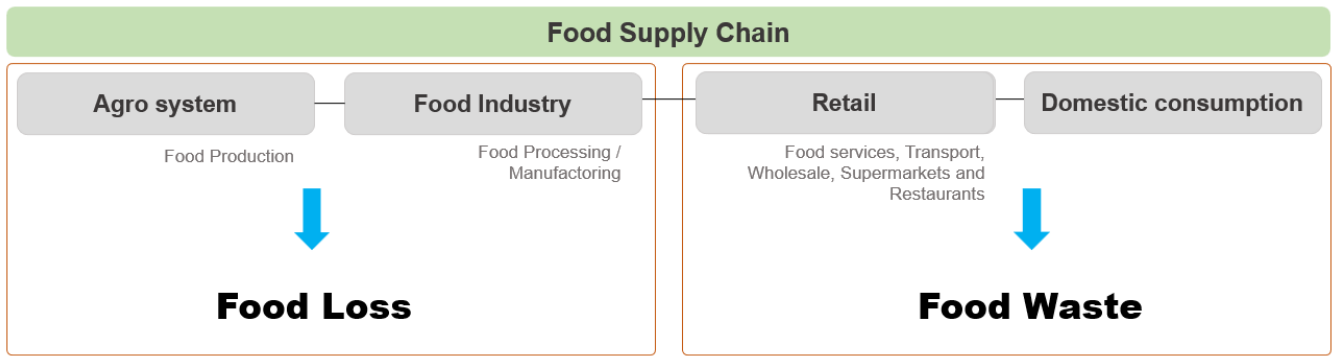 Food Supply Chain
Agro system
Food Industry
Retail
Domestic consumption
Food Production
Food Processing /
Manufactoring
Food services, Transport,
Wholesale, Supermarkets and
Restaurants
Food Loss
Food Waste